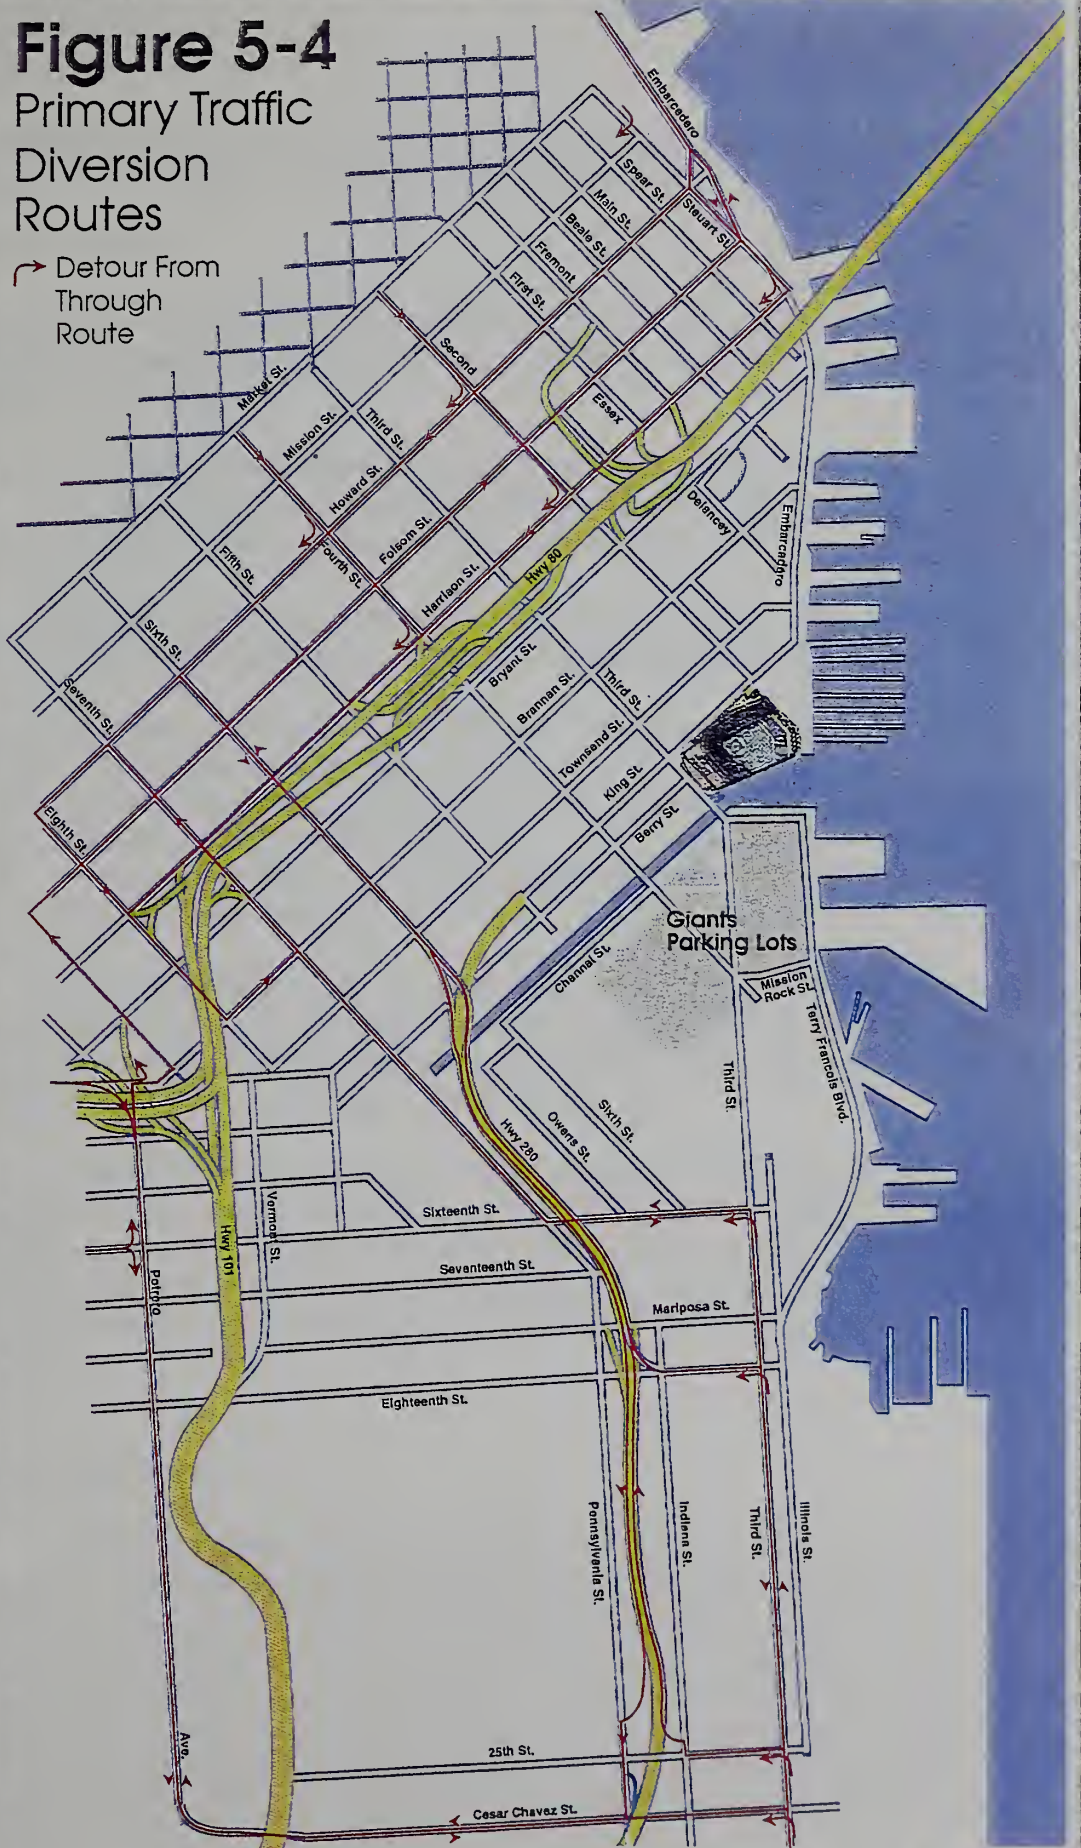 Figure 5-4
Primary Traffic
Diversion
Routes
Detour From
Through
Route
Embarcedero
Spear St.
Steuart St.
Main St.
Beale St.
Fremont
First St.
Second
Market St.
Mission St.
Third St.
Essex
Howard St.
Folsom St.
Fourth St.
Fifth St.
Harrison St.
Hwy 80
Delancey
Embarcadero
Sixth St.
Seventh St.
Bryant St.
Brannan St.
Third St.
Townsend St.
King St.
Berry St.
Eighth St.
Giants
Parking Lots
Channel St.
Mission
Rock St.
Terry Francois Blvd.
Third St.
Sixth St.
Owens St.
Hwy 280
Sixteenth St.
Vermont St.
Hwy 101
Seventeenth St.
Potrero
Mariposa St.
Eighteenth St.
Pennsylvania St.
Indiana St.
Third St.
Illinois St.
Ave.
25th St.
Cesar Chavez St.